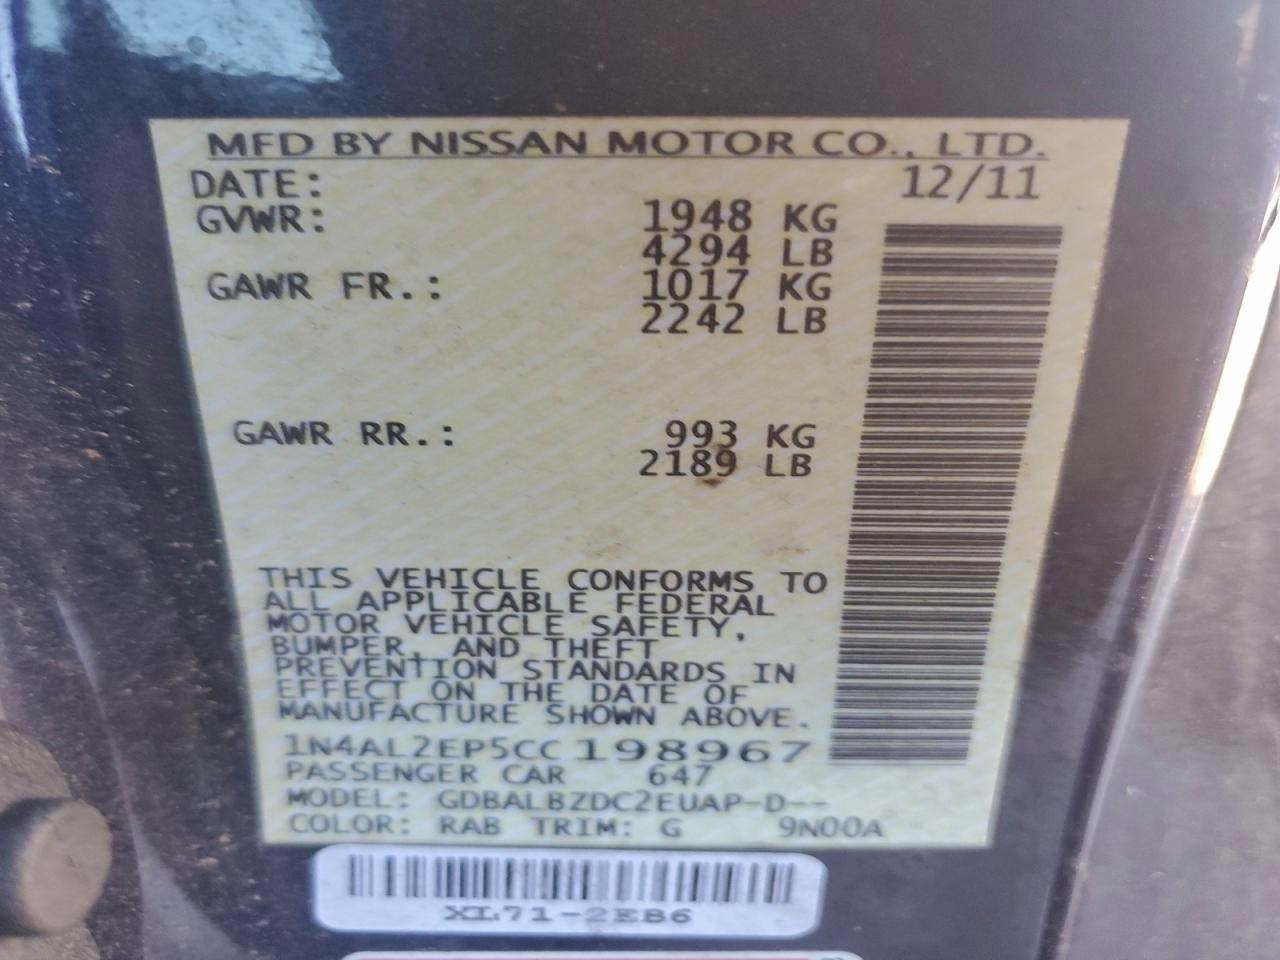 MFD BY NISSAN MOTOR CO., LTD.
DATE: 12/11
GVWR: 1948 KG
4294 LB
GAWR FR.: 1017 KG
2242 LB
GAWR RR.: 993 KG
2189 LB
THIS VEHICLE CONFORMS TO
ALL APPLICABLE FEDERAL
MOTOR VEHICLE SAFETY,
BUMPER, AND THEFT
PREVENTION STANDARDS IN
EFFECT ON THE DATE OF
MANUFACTURE SHOWN ABOVE.
1N4AL2EP5CC198967
PASSENGER CAR 647
MODEL: GDBALBZDC2EUAP-D--
COLOR: RAB TRIM: G 9N00A
XL71-2EB6